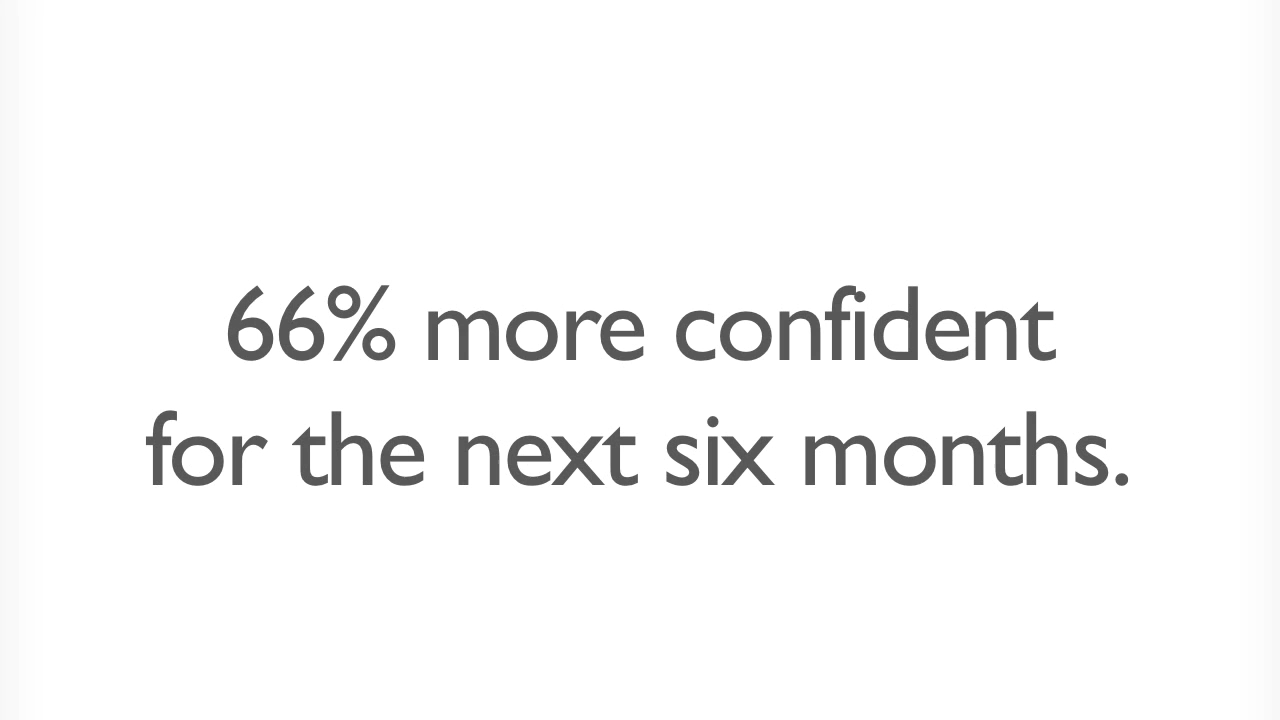 66% more confident
for the next six months.